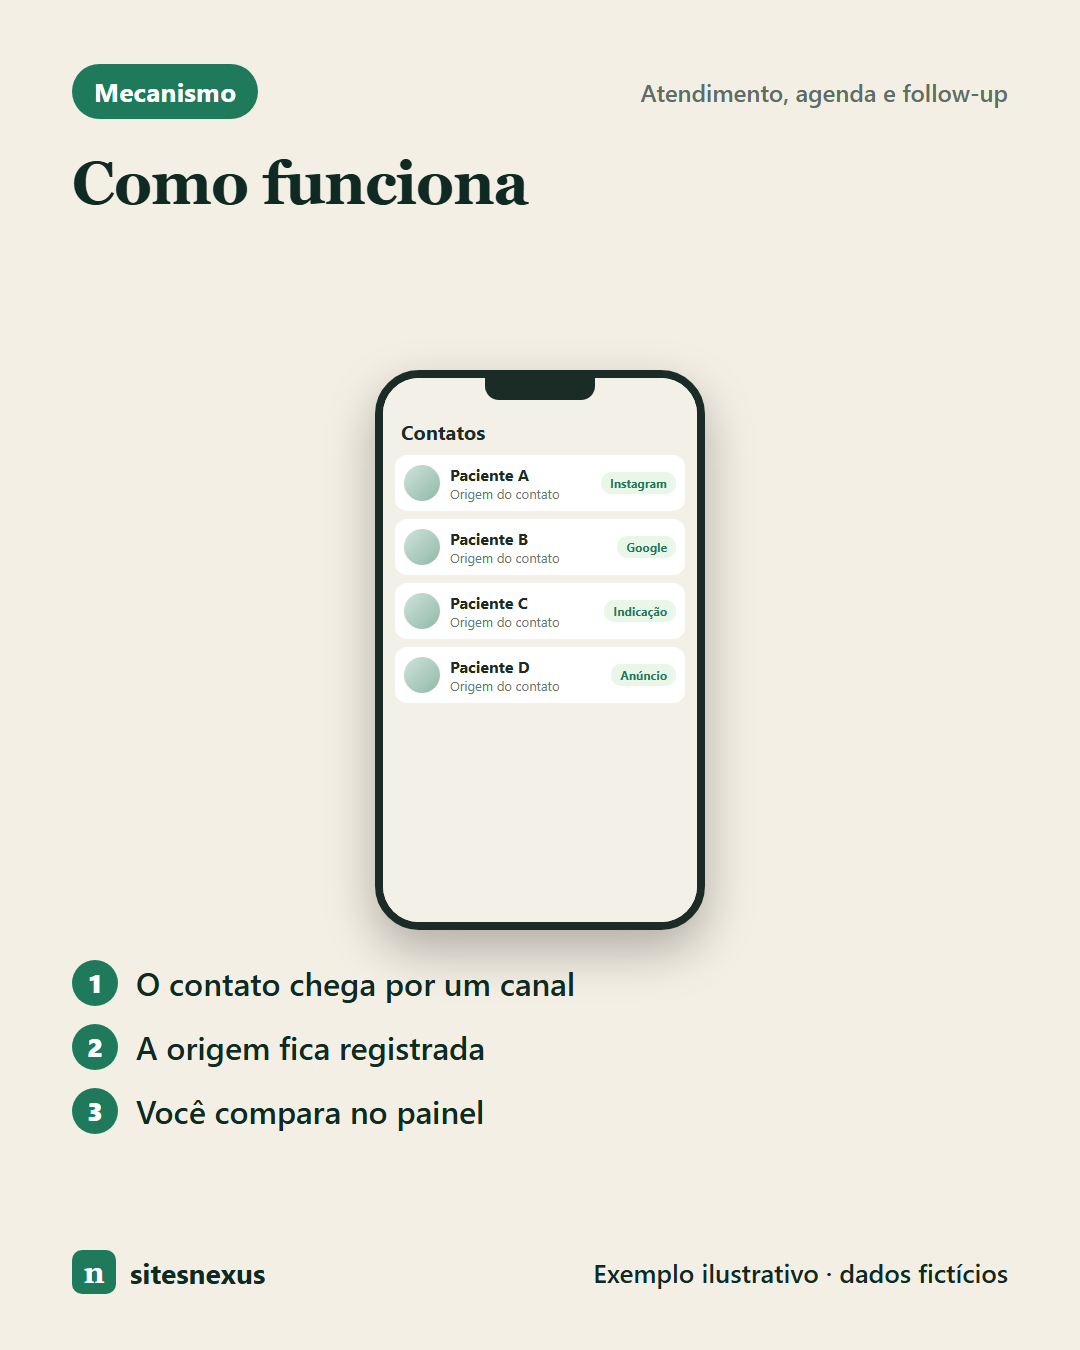 Mecanismo
Atendimento, agenda e follow-up
Como funciona
Contatos
Paciente A
Origem do contato
Instagram
Paciente B
Origem do contato
Google
Paciente C
Origem do contato
Indicação
Paciente D
Origem do contato
Anúncio
1 O contato chega por um canal
2 A origem fica registrada
3 Você compara no painel
n sitesnexus
Exemplo ilustrativo · dados fictícios